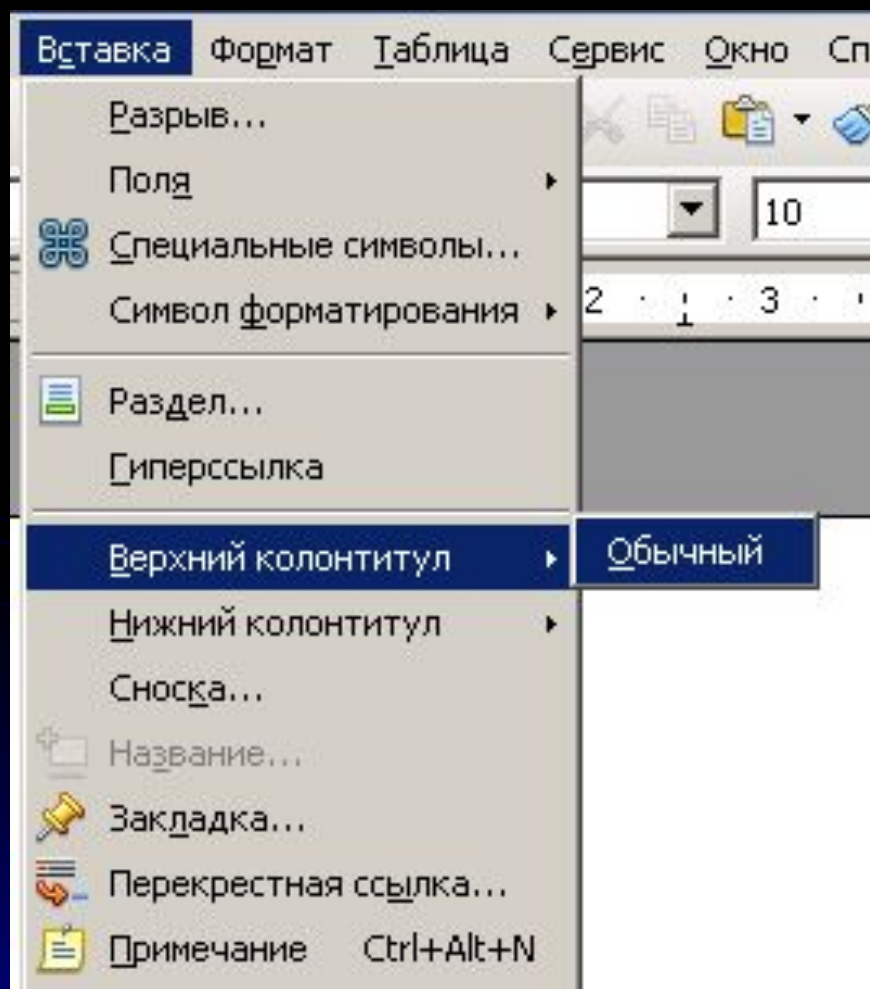 Вставка Формат Таблица Сервис Окно Сп
Разрыв...
Поля
10
Специальные символы...
Символ форматирования
2 3
Раздел...
Гиперссылка
Верхний колонтитул Обычный
Нижний колонтитул
Сноска...
Название...
Закладка...
Перекрестная ссылка...
Примечание Ctrl+Alt+N